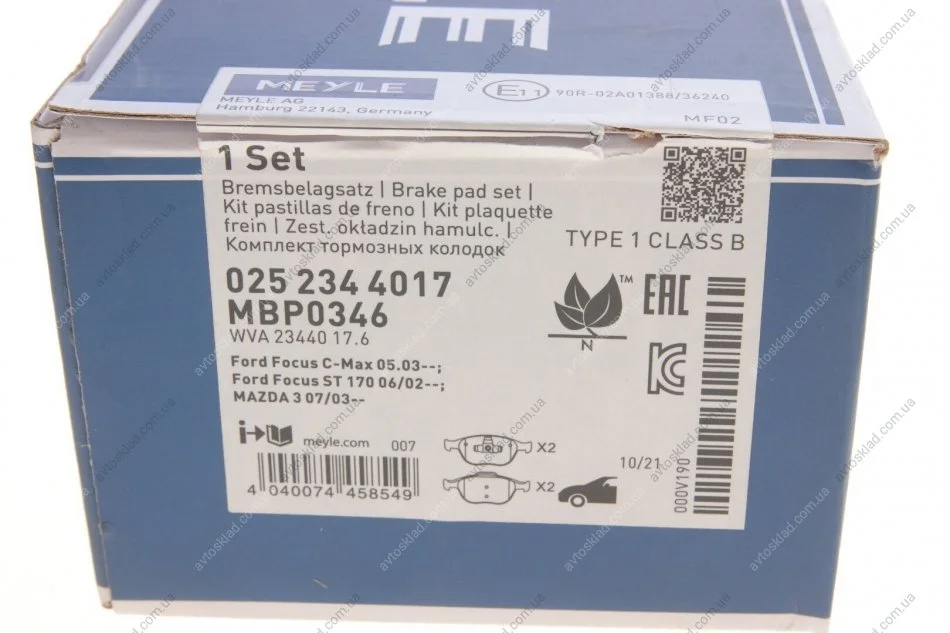 MEYLE
MEYLE AG
Hamburg 22143, Germany
E11 90R-02A01388/36240
MF02
1 Set
Bremsbelagsatz | Brake pad set |
Kit pastillas de freno | Kit plaquette
frein | Zest. okładzin hamulc. |
Комплект тормозных колодок
TYPE 1 CLASS B
025 234 4017
MBP0346
WVA 23440 17.6
TM
N
EAC
KC
Ford Focus C-Max 05.03--;
Ford Focus ST 170 06/02--;
MAZDA 3 07/03--
i
meyle.com 007
X2
X2
10/21
000V190
4 040074 458549
avtosklad.com.ua